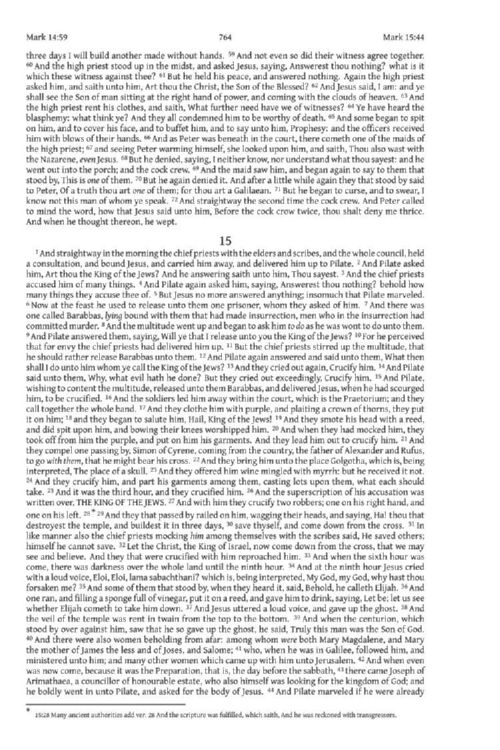 Mark 14:59 764 Mark 15:44
three days I will build another made without hands. 59 And not even so did their witness agree together.
60 And the high priest stood up in the midst, and asked Jesus, saying, Answerest thou nothing? what is it
which these witness against thee? 61 But he held his peace, and answered nothing. Again the high priest
asked him, and saith unto him, Art thou the Christ, the Son of the Blessed? 62 And Jesus said, I am: and ye
shall see the Son of man sitting at the right hand of power, and coming with the clouds of heaven. 63 And
the high priest rent his clothes, and saith, What further need have we of witnesses? 64 Ye have heard the
blasphemy: what think ye? And they all condemned him to be worthy of death. 65 And some began to spit
on him, and to cover his face, and to buffet him, and to say unto him, Prophesy: and the officers received
him with blows of their hands. 66 And as Peter was beneath in the court, there cometh one of the maids of
the high priest; 67 and seeing Peter warming himself, she looked upon him, and saith, Thou also wast with
the Nazarene, even Jesus. 68 But he denied, saying, I neither know, nor understand what thou sayest: and he
went out into the porch; and the cock crew. 69 And the maid saw him, and began again to say to them that
stood by, This is one of them. 70 But he again denied it. And after a little while again they that stood by said
to Peter, Of a truth thou art one of them; for thou art a Galilaean. 71 But he began to curse, and to swear, I
know not this man of whom ye speak. 72 And straightway the second time the cock crew. And Peter called
to mind the word, how that Jesus said unto him, Before the cock crow twice, thou shalt deny me thrice.
And when he thought thereon, he wept.
15
1 And straightway in the morning the chief priests with the elders and scribes, and the whole council, held
a consultation, and bound Jesus, and carried him away, and delivered him up to Pilate. 2 And Pilate asked
him, Art thou the King of the Jews? And he answering saith unto him, Thou sayest. 3 And the chief priests
accused him of many things. 4 And Pilate again asked him, saying, Answerest thou nothing? behold how
many things they accuse thee of. 5 But Jesus no more answered anything; insomuch that Pilate marveled.
6 Now at the feast he used to release unto them one prisoner, whom they asked of him. 7 And there was
one called Barabbas, lying bound with them that had made insurrection, men who in the insurrection had
committed murder. 8 And the multitude went up and began to ask him to do as he was wont to do unto them.
9 And Pilate answered them, saying, Will ye that I release unto you the King of the Jews? 10 For he perceived
that for envy the chief priests had delivered him up. 11 But the chief priests stirred up the multitude, that
he should rather release Barabbas unto them. 12 And Pilate again answered and said unto them, What then
shall I do unto him whom ye call the King of the Jews? 13 And they cried out again, Crucify him. 14 And Pilate
said unto them, Why, what evil hath he done? But they cried out exceedingly, Crucify him. 15 And Pilate,
wishing to content the multitude, released unto them Barabbas, and delivered Jesus, when he had scourged
him, to be crucified. 16 And the soldiers led him away within the court, which is the Praetorium; and they
call together the whole band. 17 And they clothe him with purple, and plaiting a crown of thorns, they put
it on him; 18 and they began to salute him, Hail, King of the Jews! 19 And they smote his head with a reed,
and did spit upon him, and bowing their knees worshipped him. 20 And when they had mocked him, they
took off from him the purple, and put on him his garments. And they lead him out to crucify him. 21 And
they compel one passing by, Simon of Cyrene, coming from the country, the father of Alexander and Rufus,
to go with them, that he might bear his cross. 22 And they bring him unto the place Golgotha, which is, being
interpreted, The place of a skull. 23 And they offered him wine mingled with myrrh: but he received it not.
24 And they crucify him, and part his garments among them, casting lots upon them, what each should
take. 25 And it was the third hour, and they crucified him. 26 And the superscription of his accusation was
written over, THE KING OF THE JEWS. 27 And with him they crucify two robbers; one on his right hand, and
one on his left. 28 * 29 And they that passed by railed on him, wagging their heads, and saying, Ha! thou that
destroyest the temple, and buildest it in three days, 30 save thyself, and come down from the cross. 31 In
like manner also the chief priests mocking him among themselves with the scribes said, He saved others;
himself he cannot save. 32 Let the Christ, the King of Israel, now come down from the cross, that we may
see and believe. And they that were crucified with him reproached him. 33 And when the sixth hour was
come, there was darkness over the whole land until the ninth hour. 34 And at the ninth hour Jesus cried
with a loud voice, Eloi, Eloi, lama sabachthani? which is, being interpreted, My God, my God, why hast thou
forsaken me? 35 And some of them that stood by, when they heard it, said, Behold, he calleth Elijah. 36 And
one ran, and filling a sponge full of vinegar, put it on a reed, and gave him to drink, saying, Let be; let us see
whether Elijah cometh to take him down. 37 And Jesus uttered a loud voice, and gave up the ghost. 38 And
the veil of the temple was rent in twain from the top to the bottom. 39 And when the centurion, who
stood by over against him, saw that he so gave up the ghost, he said, Truly this man was the Son of God.
40 And there were also women beholding from afar: among whom were both Mary Magdalene, and Mary
the mother of James the less and of Joses, and Salome; 41 who, when he was in Galilee, followed him, and
ministered unto him; and many other women which came up with him unto Jerusalem. 42 And when even
was now come, because it was the Preparation, that is, the day before the sabbath, 43 there came Joseph of
Arimathaea, a councillor of honourable estate, who also himself was looking for the kingdom of God; and
he boldly went in unto Pilate, and asked for the body of Jesus. 44 And Pilate marveled if he were already
* 15:28 Many ancient authorities add ver. 28 And the scripture was fulfilled, which saith, And he was reckoned with transgressors.